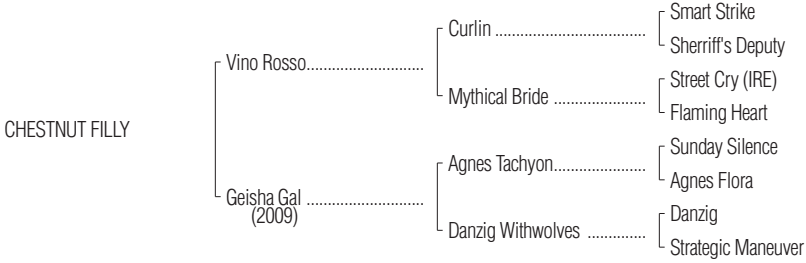 Smart Strike
Curlin ....................................
Sherriff's Deputy
Vino Rosso............................
Street Cry (IRE)
Mythical Bride ......................
Flaming Heart
CHESTNUT FILLY
Sunday Silence
Agnes Tachyon......................
Agnes Flora
Geisha Gal ............................
(2009)
Danzig
Danzig Withwolves ..............
Strategic Maneuver